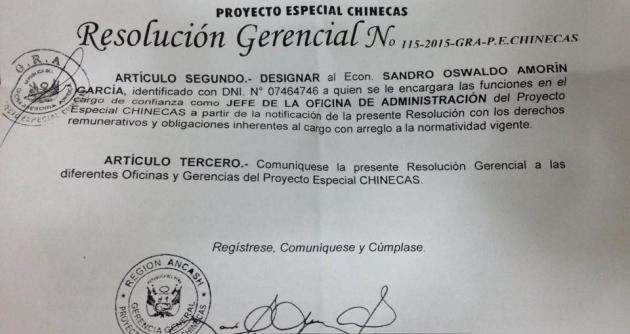 PROYECTO ESPECIAL CHINECAS
Resolución Gerencial No 115-2015-GRA-P.E.CHINECAS
G.R.A.
ARTÍCULO SEGUNDO.- DESIGNAR al Econ. SANDRO OSWALDO AMORÍN
GARCÍA, identificado con DNI. N° 07464746 a quien se le encargara las funciones en el
cargo de confianza como JEFE DE LA OFICINA DE ADMINISTRACIÓN del Proyecto
Especial CHINECAS a partir de la notificación de la presente Resolución con los derechos
remunerativos y obligaciones inherentes al cargo con arreglo a la normatividad vigente.
ARTÍCULO TERCERO.- Comuníquese la presente Resolución Gerencial a las
diferentes Oficinas y Gerencias del Proyecto Especial CHINECAS.
Regístrese, Comuníquese y Cúmplase.
REGION ANCASH
GERENCIA GENERAL